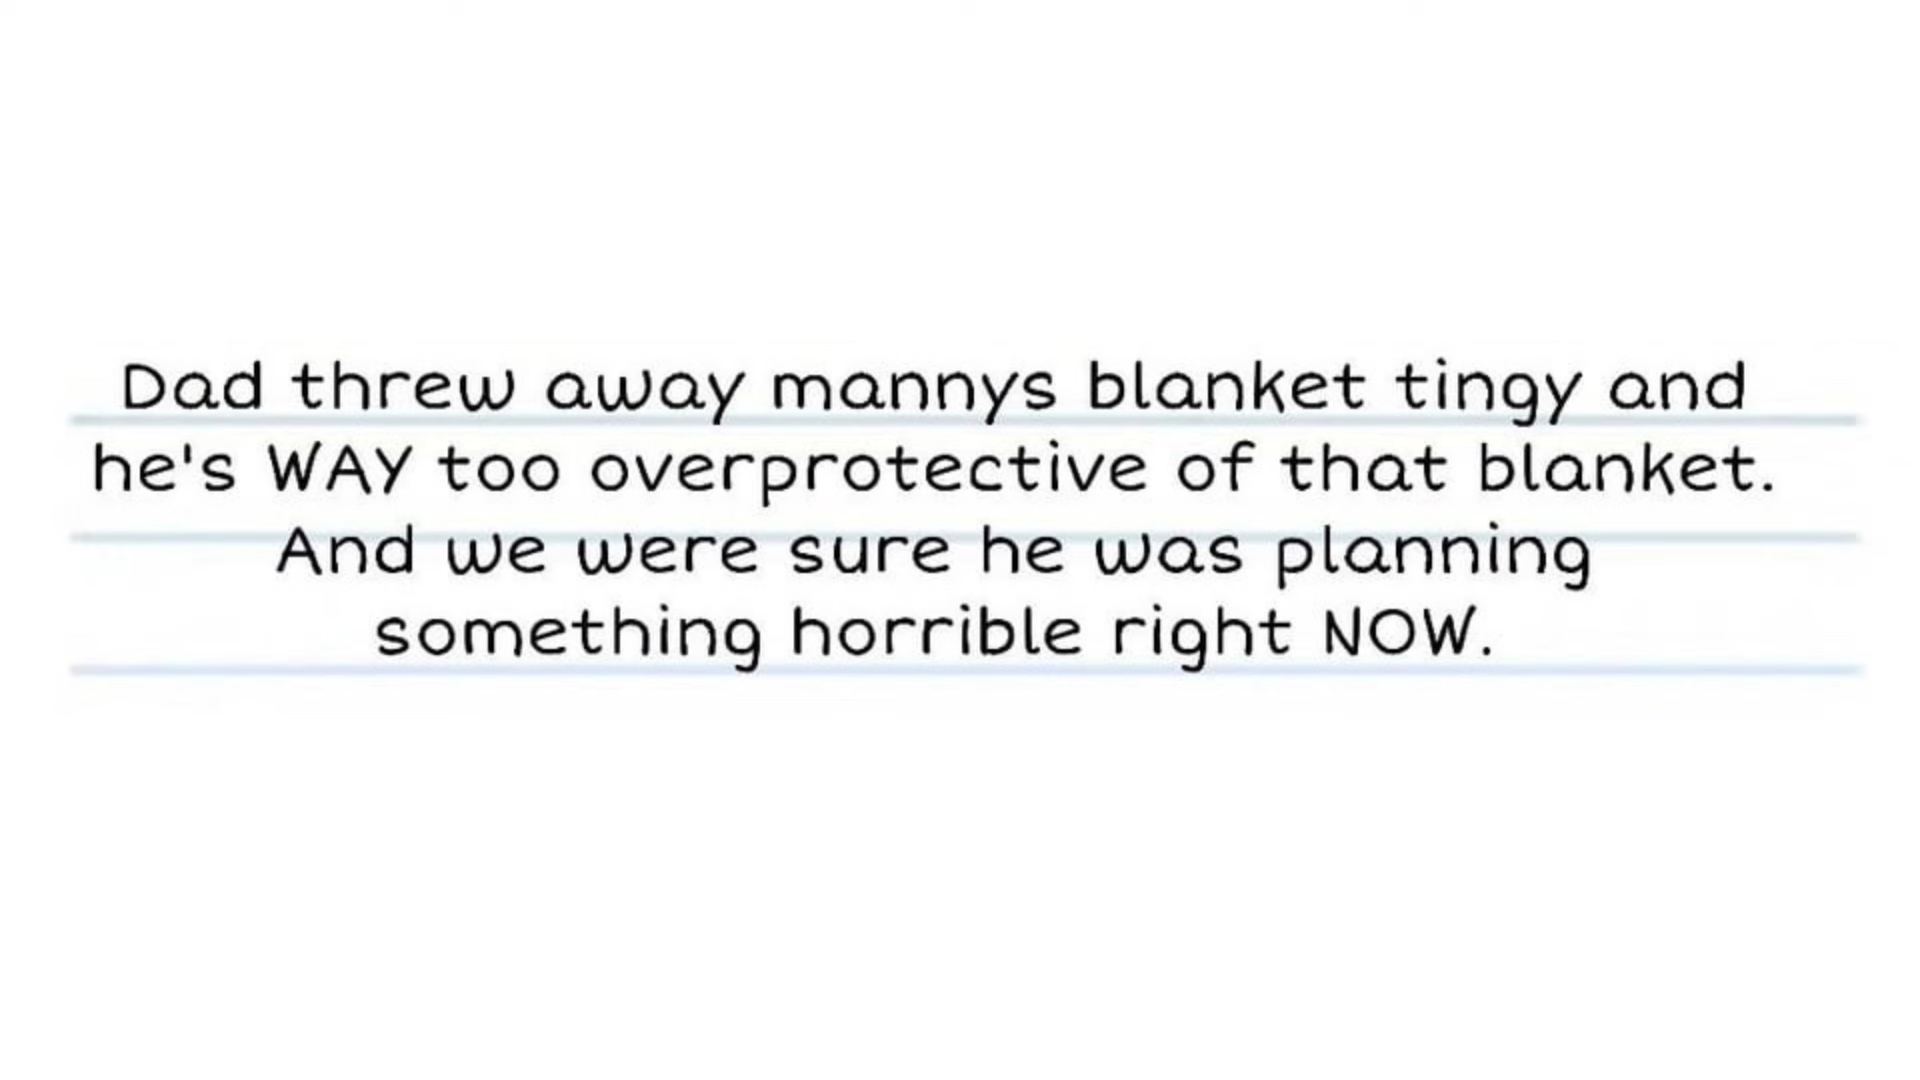 Dad threw away mannys blanket tingy and
he's WAY too overprotective of that blanket.
And we were sure he was planning
something horrible right NOW.